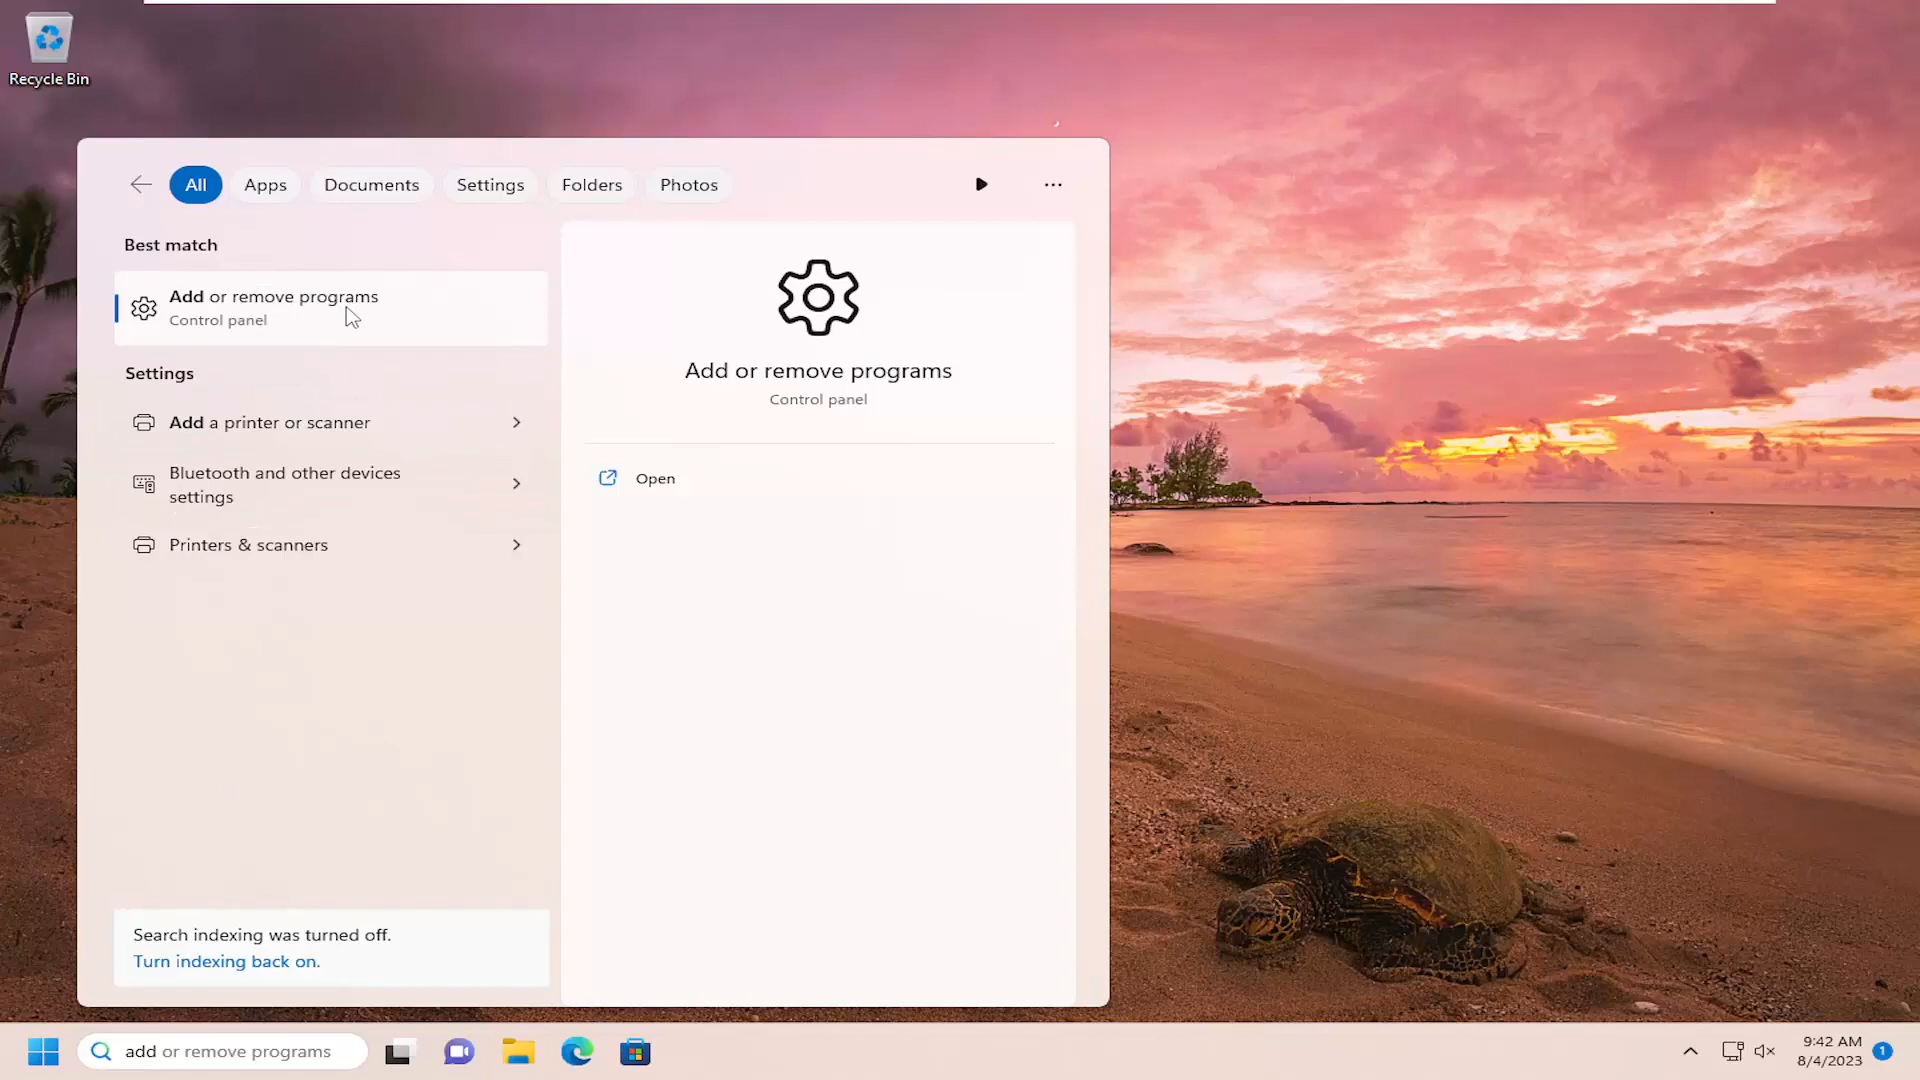 Recycle Bin
All
Apps
Documents
Settings
Folders
Photos
Best match
Add or remove programs
Control panel
Settings
Add a printer or scanner
Bluetooth and other devices
settings
Printers & scanners
Add or remove programs
Control panel
Open
Search indexing was turned off.
Turn indexing back on.
add or remove programs
9:42 AM
8/4/2023
1